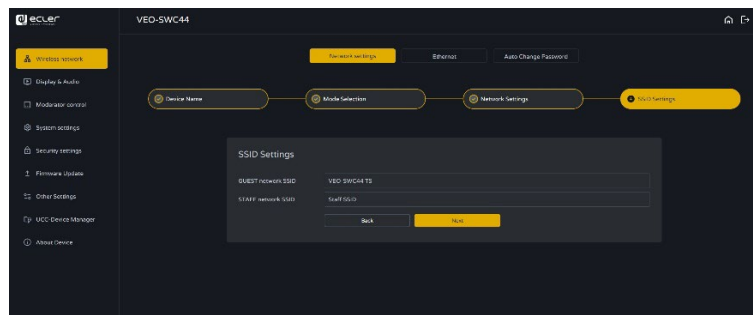 ecler
VEO-SWC44
Wireless network
Display & Audio
Moderator control
System settings
Security settings
Firmware Update
Other Settings
UCC-Device Manager
About Device
Network settings
Ethernet
Auto Change Password
Device Name
Mode Selection
Network Settings
SSID Settings
SSID Settings
GUEST network SSID
VEO SWC44 TS
STAFF network SSID
Staff SSID
Back
Next